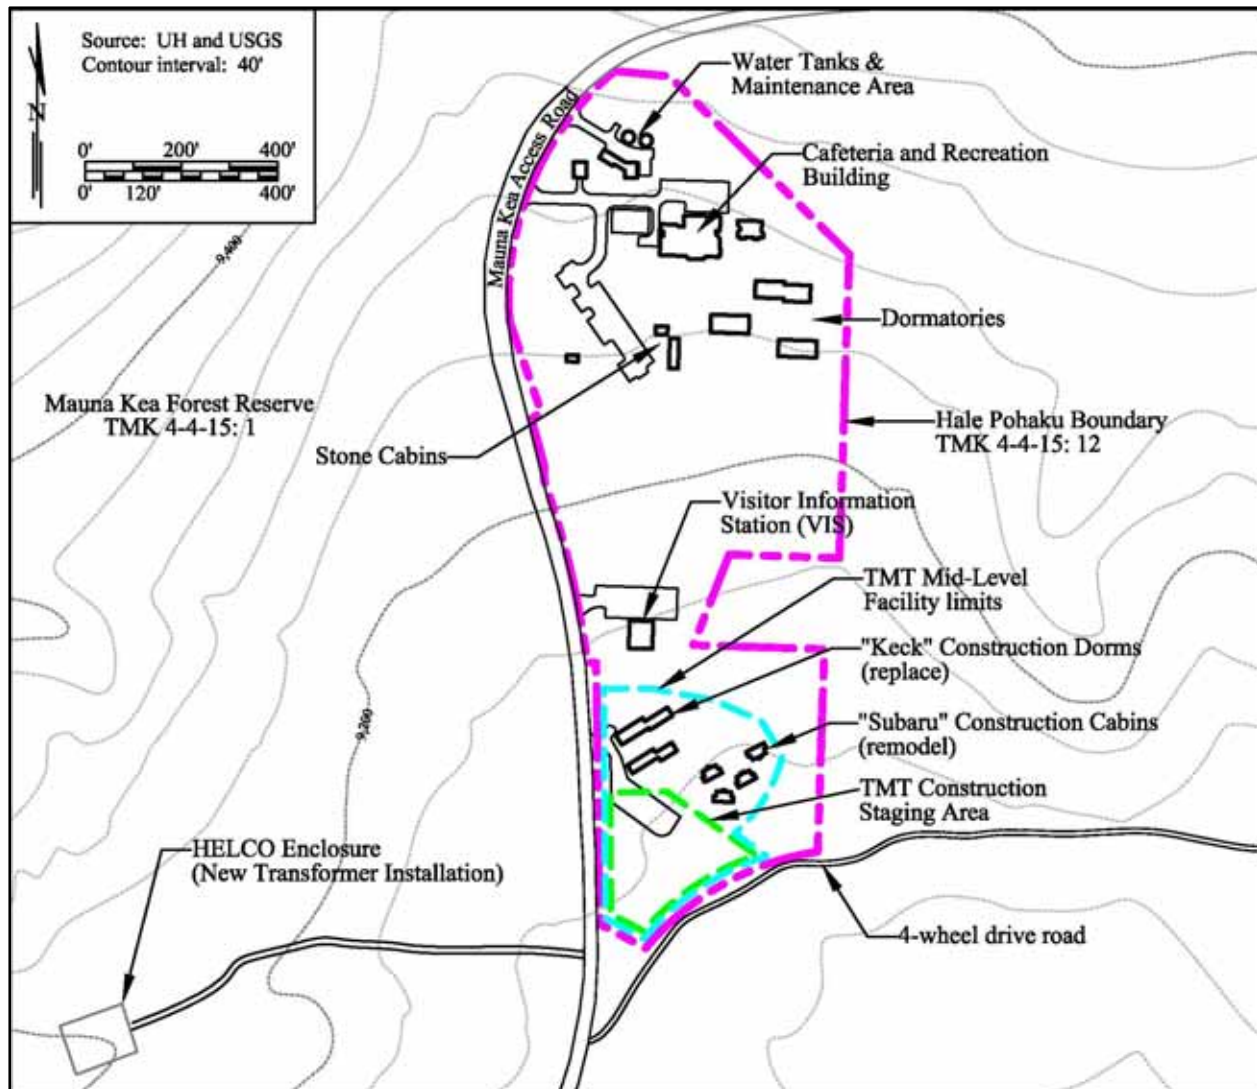 Source: UH and USGS
Contour interval: 40'
N
0' 200' 400'
0' 120' 400'
Water Tanks &
Maintenance Area
Mauna Kea Access Road
Cafeteria and Recreation
Building
9,400
Dormatories
Mauna Kea Forest Reserve
TMK 4-4-15: 1
Hale Pohaku Boundary
TMK 4-4-15: 12
Stone Cabins
Visitor Information
Station (VIS)
TMT Mid-Level
Facility limits
"Keck" Construction Dorms
(replace)
9,200
"Subaru" Construction Cabins
(remodel)
TMT Construction
Staging Area
HELCO Enclosure
(New Transformer Installation)
4-wheel drive road